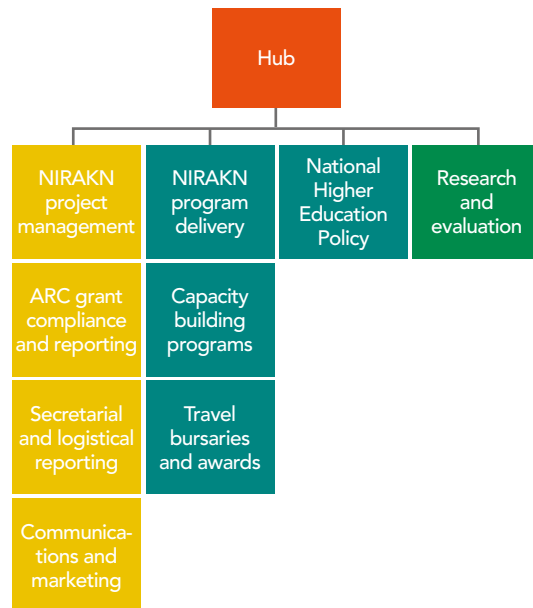 Hub
NIRAKN
project
management
NIRAKN
program
delivery
National
Higher
Education
Policy
Research
and
evaluation
ARC grant
compliance
and reporting
Capacity
building
programs
Secretarial
and logistical
reporting
Travel
bursaries
and awards
Communica-
tions and
marketing